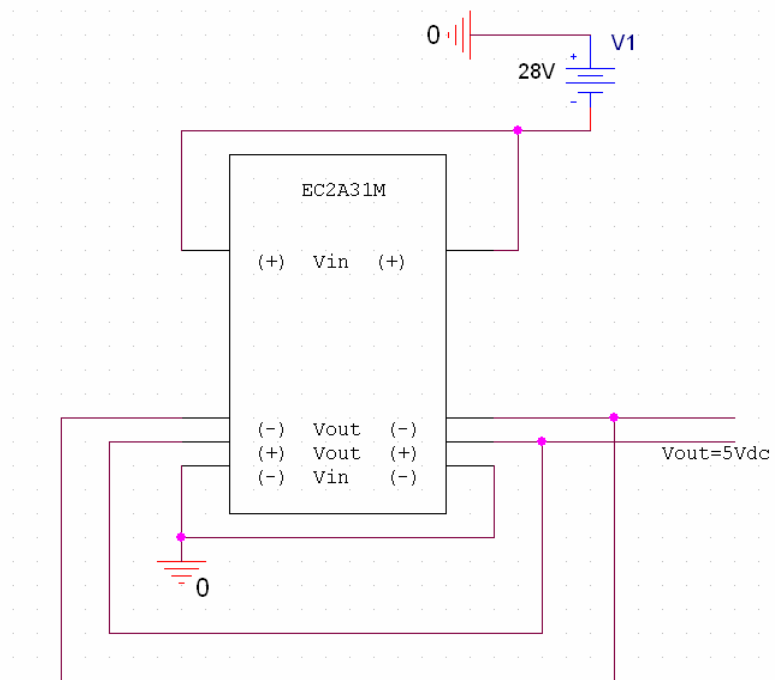 0
V1
+
28V
-
EC2A31M
(+) Vin (+)
(-) Vout (-)
(+) Vout (+)
Vout=5Vdc
(-) Vin (-)
0